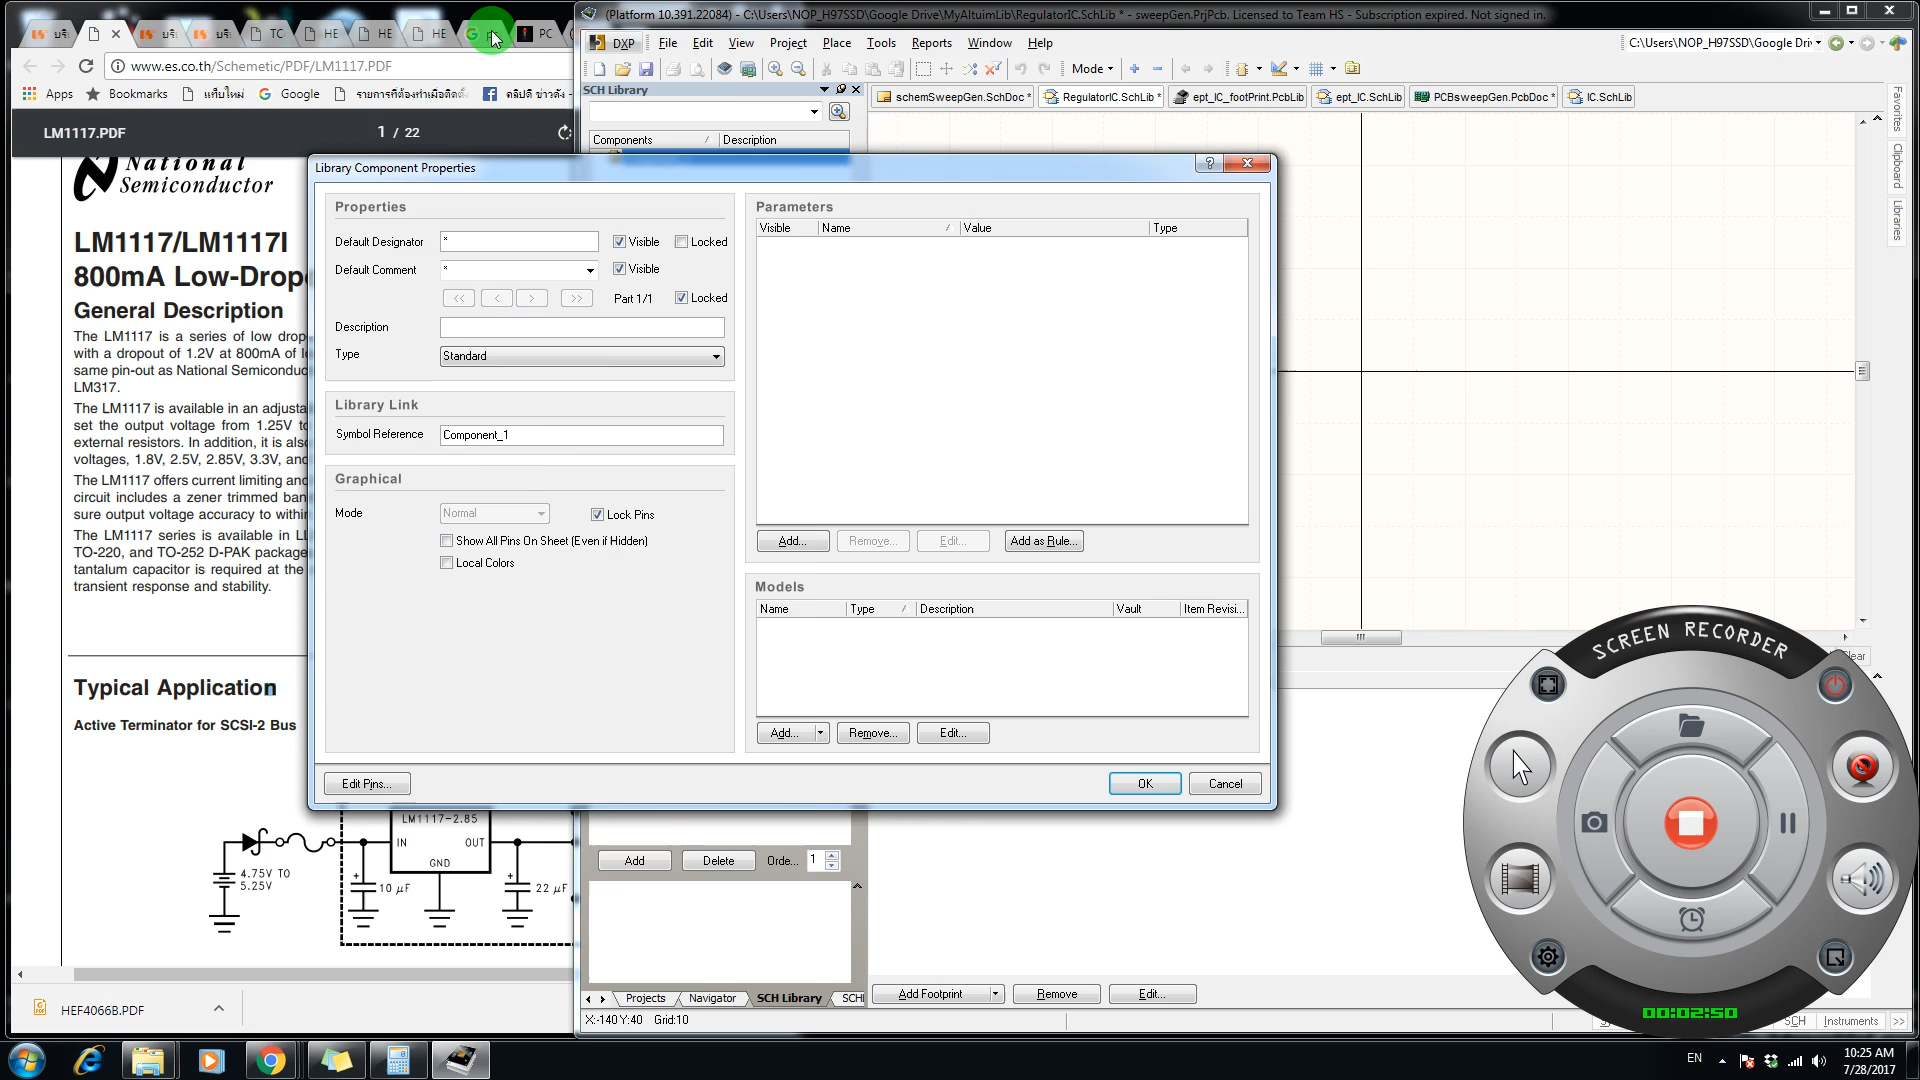 (Platform 10.391.22084) - C:\Users\NOP_H97SSD\Google Drive\MyAltuimLib\RegulatorIC.SchLib * - sweepGen.PrjPcb. Licensed to Team HS - Subscription expired. Not signed in.
TC HE HE HE PC
DXP File Edit View Project Place Tools Reports Window Help
C:\Users\NOP_H97SSD\Google Dri
www.es.co.th/Schemetic/PDF/LM1117.PDF
Mode
Apps Bookmarks แท็บใหม่ Google
SCH Library
schemSweepGen.SchDoc * RegulatorIC.SchLib * ept_IC_footPrint.PcbLib ept_IC.SchLib PCBsweepGen.PcbDoc * IC.SchLib
Favorites
Clipboard
Libraries
LM1117.PDF 1 / 22
Components / Description
National
Semiconductor
LM1117/LM1117I
800mA Low-Dropo
General Description
The LM1117 is a series of low drop
with a dropout of 1.2V at 800mA of l
same pin-out as National Semicondu
LM317.
The LM1117 is available in an adjusta
set the output voltage from 1.25V to
external resistors. In addition, it is also
voltages, 1.8V, 2.5V, 2.85V, 3.3V, and
The LM1117 offers current limiting and
circuit includes a zener trimmed ban
sure output voltage accuracy to within
The LM1117 series is available in LL
TO-220, and TO-252 D-PAK package
tantalum capacitor is required at the
transient response and stability.
Typical Application
Active Terminator for SCSI-2 Bus
LM1117-2.85
IN OUT
GND
4.75V TO
5.25V
+ 10 μF
+ 22 μF
HEF4066B.PDF
Library Component Properties
Properties
Default Designator * Visible Locked
Default Comment * Visible
<< < > >> Part 1/1 Locked
Description
Type Standard
Library Link
Symbol Reference Component_1
Graphical
Mode Normal Lock Pins
Show All Pins On Sheet (Even if Hidden)
Local Colors
Parameters
Visible Name / Value Type
Add... Remove... Edit... Add as Rule...
Models
Name Type / Description Vault Item Revisi...
Add... Remove... Edit...
Edit Pins... OK Cancel
Add Delete Orde... 1
Projects Navigator SCH Library SCHI
Add Footprint Remove Edit...
X:-140 Y:40 Grid:10
SCH Instruments >>
SCREEN RECORDER
00:02:50
EN
10:25 AM
7/28/2017